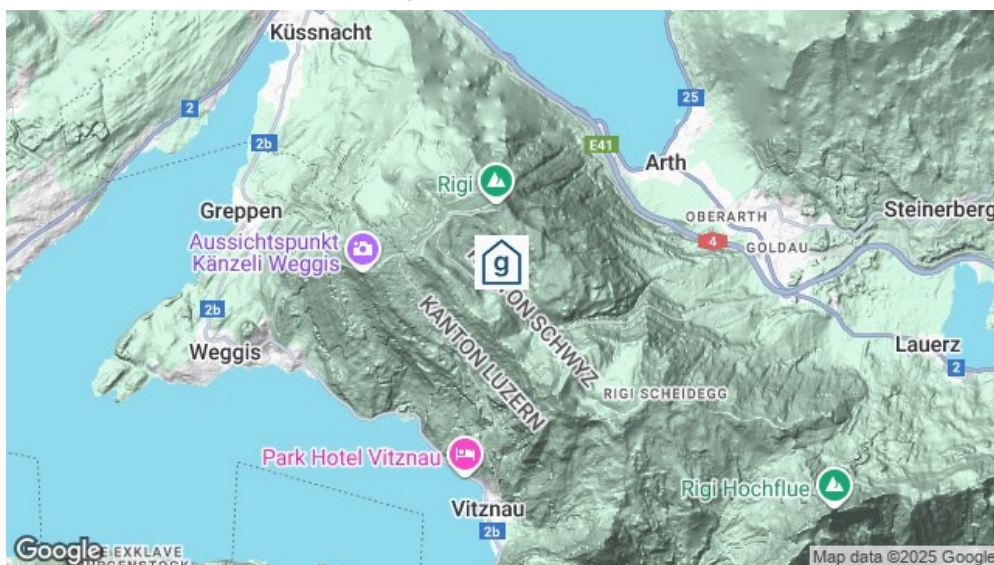 Küssnacht
2
25
2b
E41
Arth
Rigi
Greppen
OBERARTH
Steinerberg
4
GOLDAU
Aussichtspunkt
Känzeli Weggis
g
KANTON SCHWYZ
2b
KANTON LUZERN
Weggis
Lauerz
2
RIGI SCHEIDEGG
Park Hotel Vitznau
Rigi Hochflue
Vitznau
2b
Google
EXKLAVE
Map data ©2025 Google